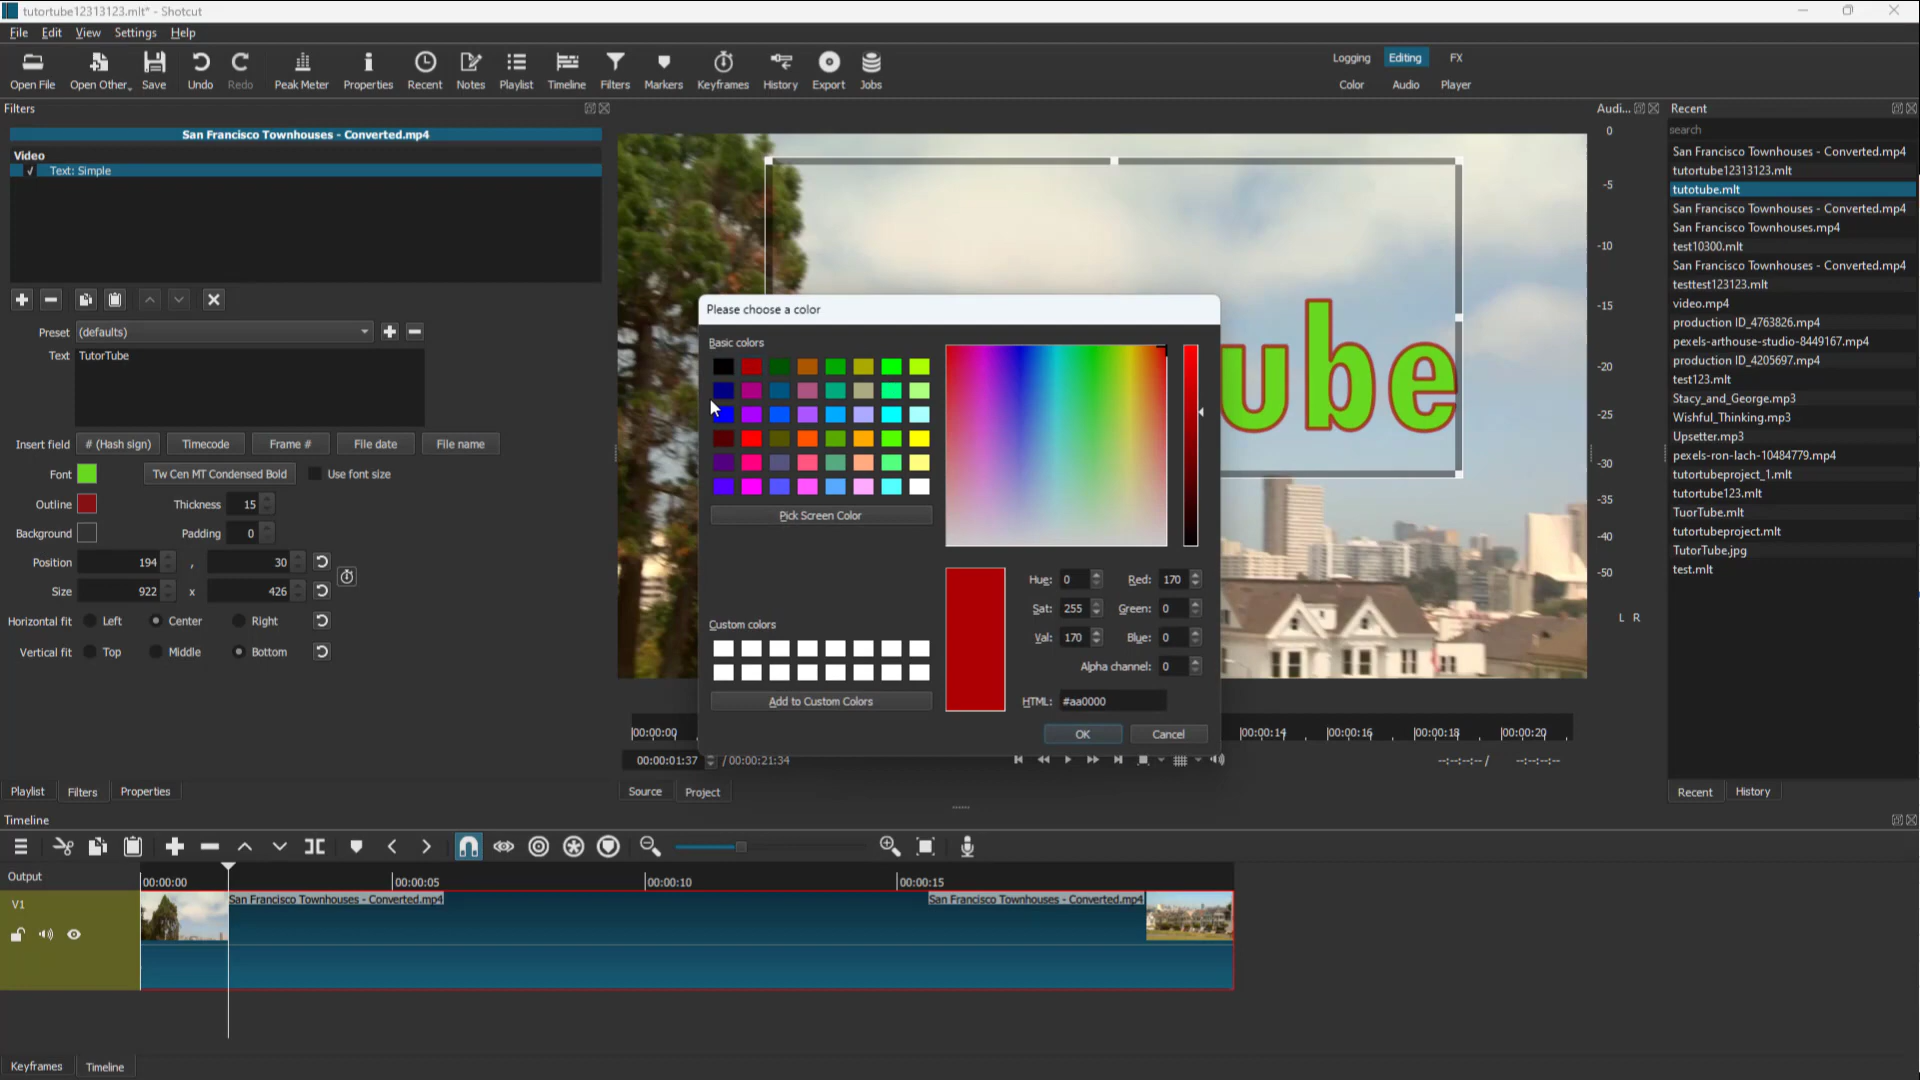 tutortube12313123.mlt* - Shotcut
File Edit View Settings Help
Open File Open Other... Save Undo Redo Peak Meter Properties Recent Notes Playlist Timeline Filters Markers Keyframes History Export Jobs
Logging Editing FX
Color Audio Player
Filters
San Francisco Townhouses - Converted.mp4
Video
✓ Text: Simple
Preset (defaults)
Text TutorTube
Insert field # (Hash sign) Timecode Frame # File date File name
Font Tw Cen MT Condensed Bold Use font size
Outline Thickness 15
Background Padding 0
Position 194 , 30
Size 922 x 426
Horizontal fit Left Center Right
Vertical fit Top Middle Bottom
Playlist Filters Properties
ube
Please choose a color
Basic colors
Pick Screen Color
Custom colors
Add to Custom Colors
Hue: 0 Red: 170
Sat: 255 Green: 0
Val: 170 Blue: 0
Alpha channel: 0
HTML: #aa0000
OK Cancel
00:00:00 00:00:14 00:00:16 00:00:18 00:00:20
00:00:01:37 / 00:00:21:34 --:--:--:-- / --:--:--:--
Source Project
Audi...
0
-5
-10
-15
-20
-25
-30
-35
-40
-50
L R
Recent
search
San Francisco Townhouses - Converted.mp4
tutortube12313123.mlt
tutotube.mlt
San Francisco Townhouses - Converted.mp4
San Francisco Townhouses.mp4
test10300.mlt
San Francisco Townhouses - Converted.mp4
testtest123123.mlt
video.mp4
production ID_4763826.mp4
pexels-arthouse-studio-8449167.mp4
production ID_4205697.mp4
test123.mlt
Stacy_and_George.mp3
Wishful_Thinking.mp3
Upsetter.mp3
pexels-ron-lach-10484779.mp4
tutortubeproject_1.mlt
tutortube123.mlt
TuorTube.mlt
tutortubeproject.mlt
TutorTube.jpg
test.mlt
Recent History
Timeline
Output
00:00:00 00:00:05 00:00:10 00:00:15
V1
San Francisco Townhouses - Converted.mp4 San Francisco Townhouses - Converted.mp4
Keyframes Timeline